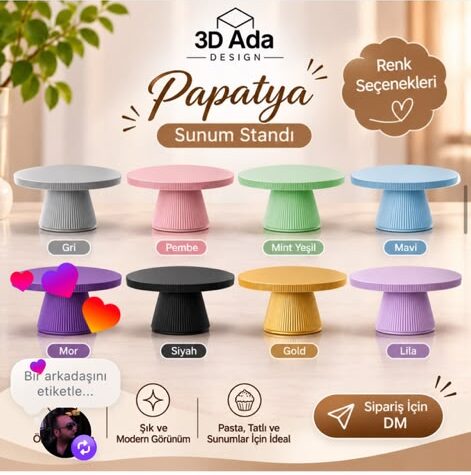 3D Ada
DESIGN
Papatya
Sunum Standı
Renk
Seçenekleri
Gri
Pembe
Mint Yeşil
Mavi
Mor
Siyah
Gold
Lila
Bir arkadaşını
etiketle...
Şık ve
Modern Görünüm
Pasta, Tatlı ve
Sunumlar İçin İdeal
Sipariş İçin
DM